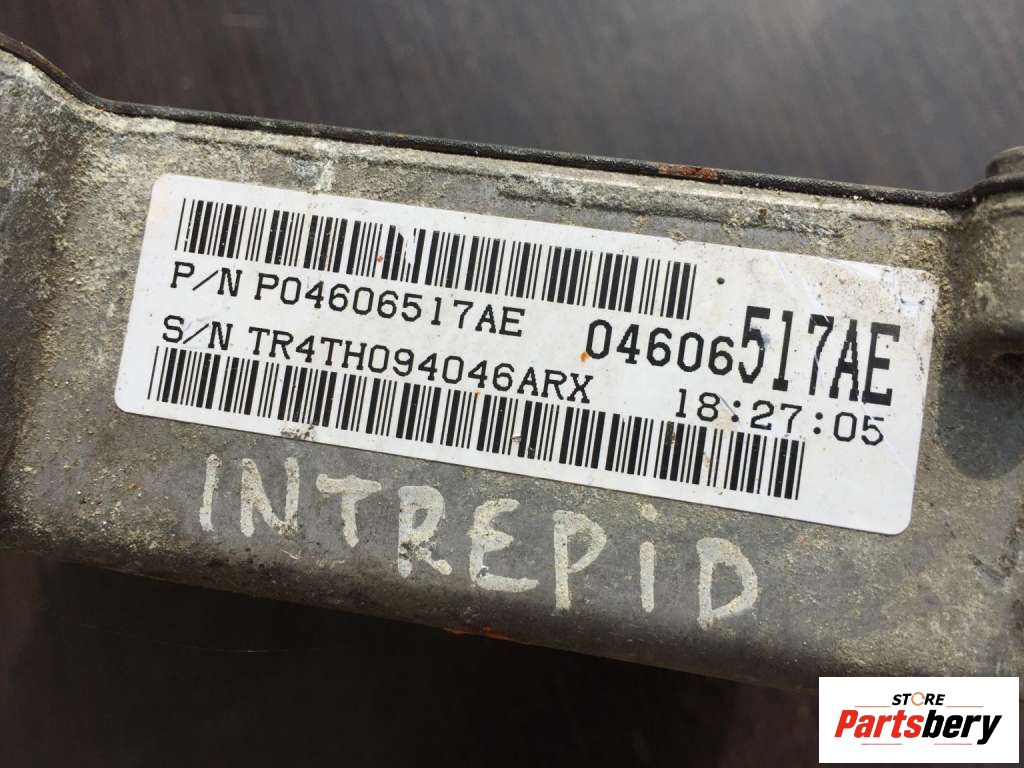 P/N P04606517AE
04606517AE
S/N TR4TH094046ARX
18:27:05
INTREPiD
STORE
Partsbery